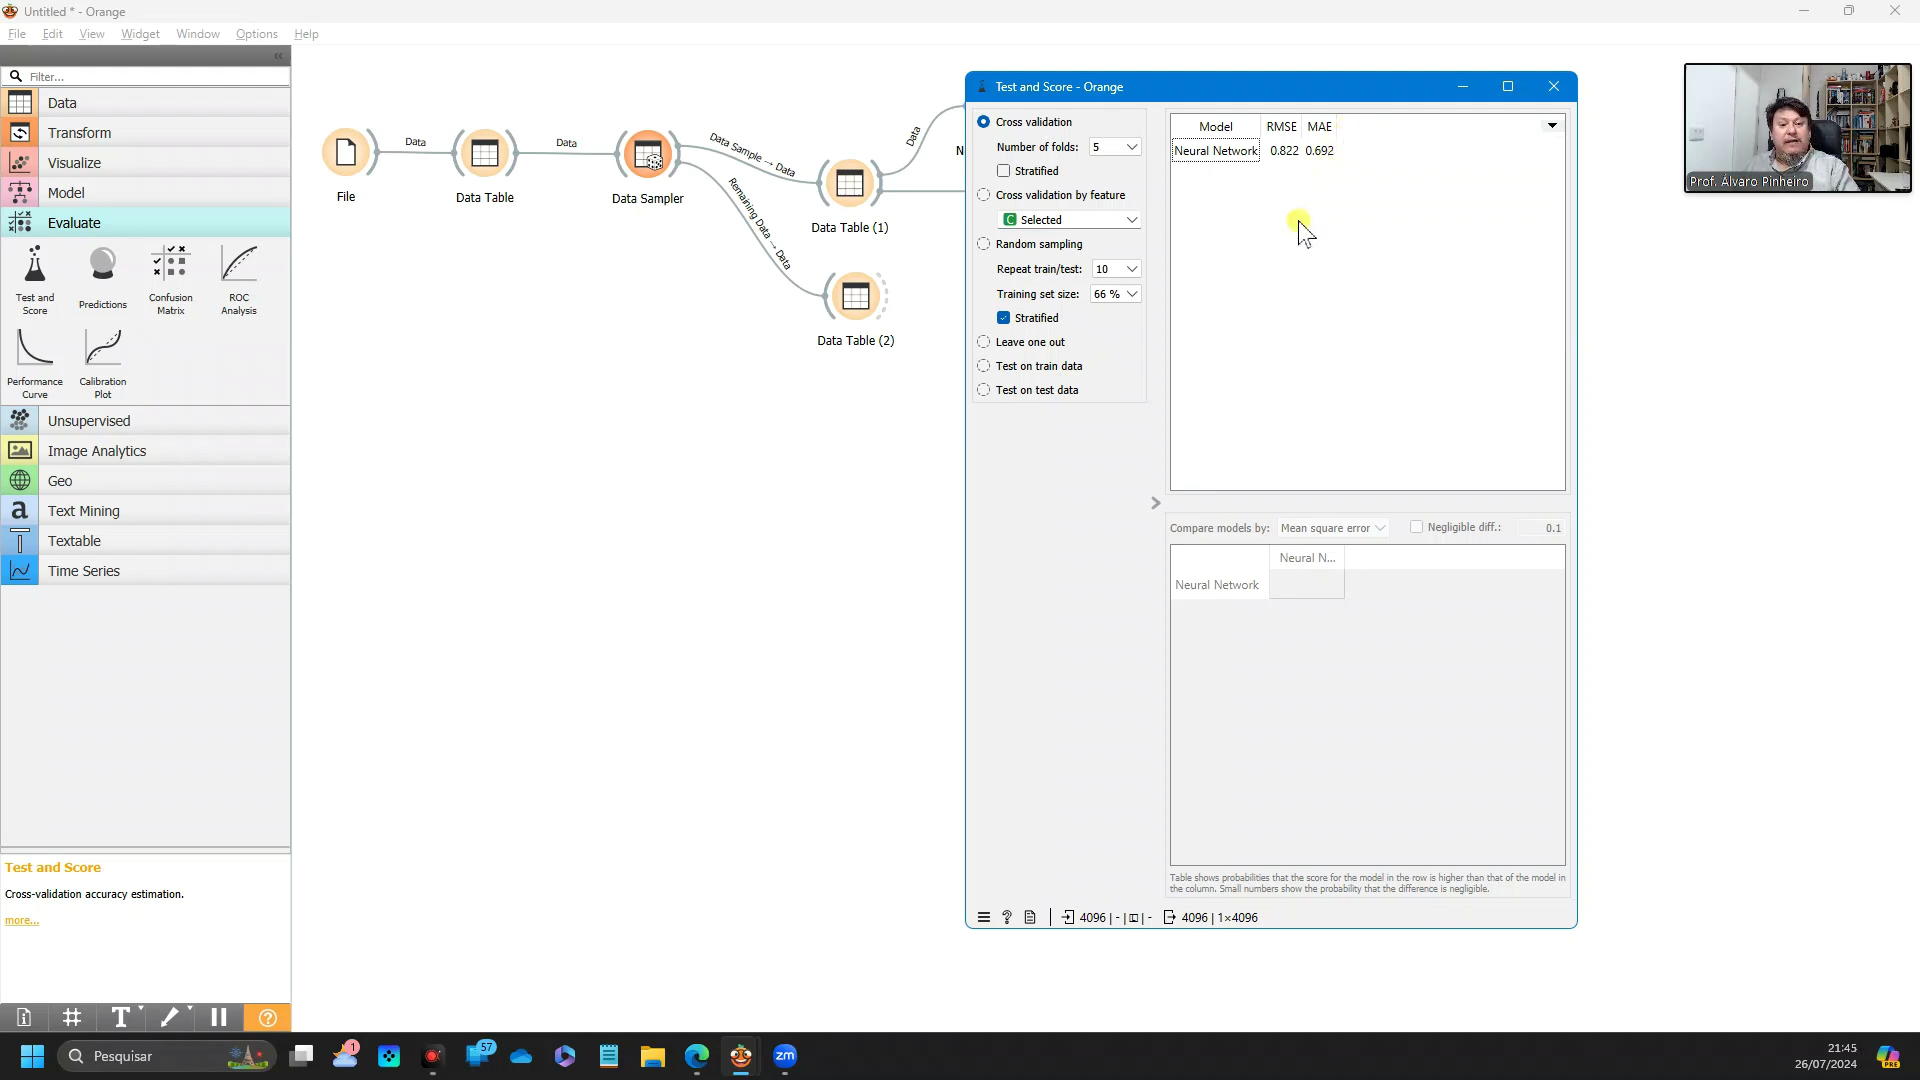 Untitled * - Orange
File Edit View Widget Window Options Help
Filter...
Data
Transform
Visualize
Model
Evaluate
Test and Score
Predictions
Confusion Matrix
ROC Analysis
Performance Curve
Calibration Plot
Unsupervised
Image Analytics
Geo
Text Mining
Textable
Time Series
Test and Score
Cross-validation accuracy estimation.
more...
File
Data
Data Table
Data
Data Sampler
Data Sample → Data
Remaining Data → Data
Data Table (1)
Data
Data Table (2)
N
Test and Score - Orange
Cross validation
Number of folds: 5
Stratified
Cross validation by feature
C Selected
Random sampling
Repeat train/test: 10
Training set size: 66 %
Stratified
Leave one out
Test on train data
Test on test data
Model RMSE MAE
Neural Network 0.822 0.692
Compare models by: Mean square error Negligible diff.: 0.1
Neural N...
Neural Network
Table shows probabilities that the score for the model in the row is higher than that of the model in
the column. Small numbers show the probability that the difference is negligible.
4096 | - | | - 4096 | 1×4096
Prof. Álvaro Pinheiro
Pesquisar
1
57
zm
21:45
26/07/2024
PRE